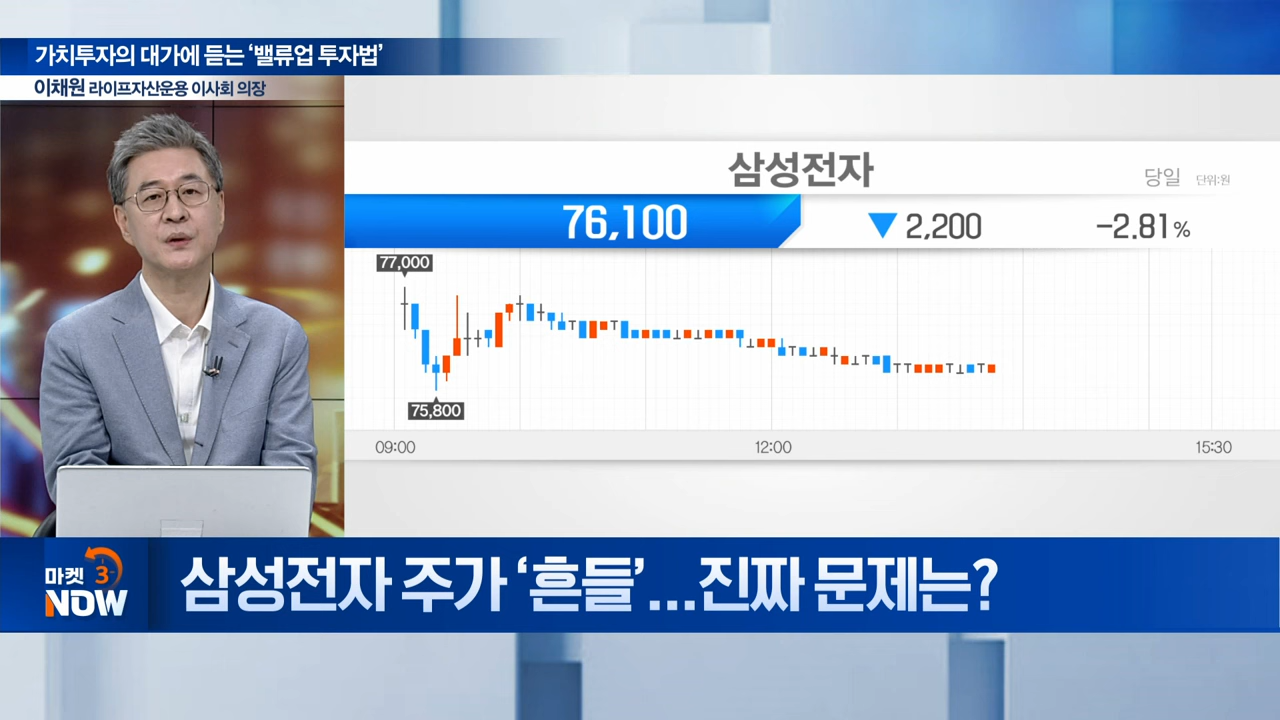 가치투자의 대가에 듣는 ‘밸류업 투자법’
이채원 라이프자산운용 이사회 의장
삼성전자
당일 단위:원
76,100 ▼ 2,200 -2.81%
77,000
75,800
09:00 12:00 15:30
마켓 3
NOW
삼성전자 주가 ‘흔들’...진짜 문제는?